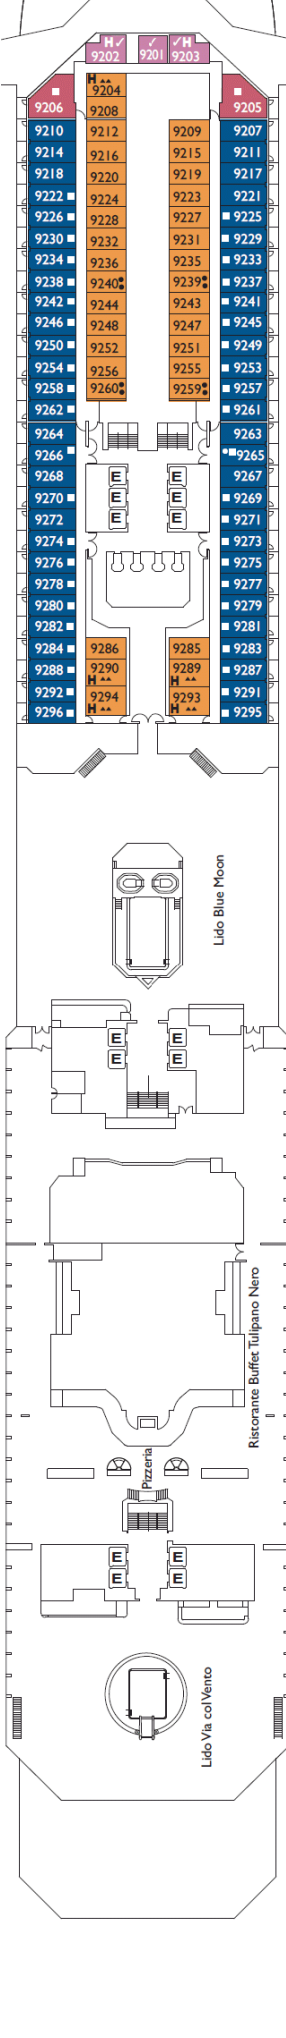 H✓ 9202
✓ 9201
✓H 9203
9206
H▲▲ 9204
9205
9208
9210 9212 9209 9207
9214 9216 9215 9211
9218 9220 9219 9217
9222 9224 9223 9221
9226 9228 9227 9225
9230 9232 9231 9229
9234 9236 9235 9233
9238 9240 9239 9237
9242 9244 9243 9241
9246 9248 9247 9245
9250 9252 9251 9249
9254 9256 9255 9253
9258 9260 9259 9257
9262 9261
9264 9263
9266 9265
9268 E E 9267
9270 E E 9269
9272 E E 9271
9274 9273
9276 9275
9278 9277
9280 9279
9282 9281
9284 9286 9285 9283
9288 9290 9289 9287
H▲▲ H▲▲
9292 9294 9293 9291
9296 H▲▲ H▲▲ 9295
Lido Blue Moon
E E
E E
Ristorante Buffet Tulipano Nero
Pizzeria
E E
E E
Lido Via col Vento